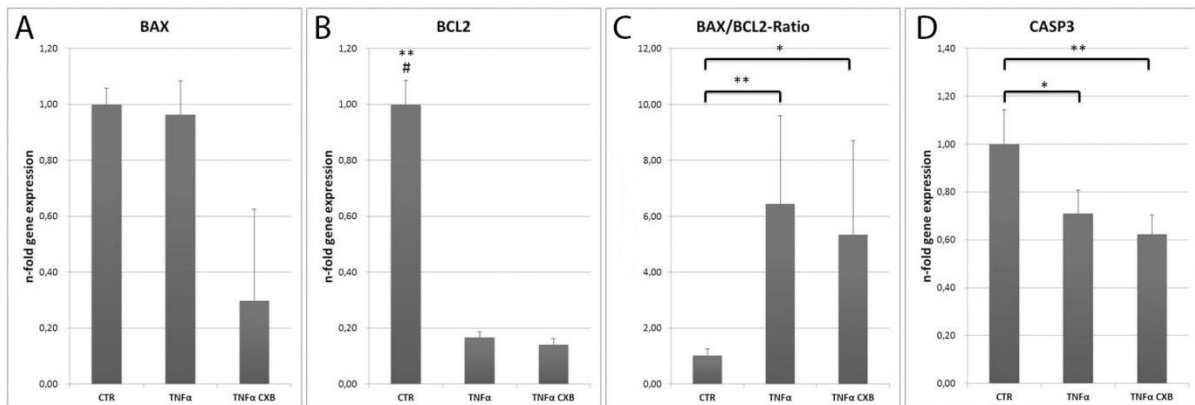 A
BAX
n-fold gene expression
1,20
1,00
0,80
0,60
0,40
0,20
0,00
CTR
TNFα
TNFα CXB
B
BCL2
n-fold gene expression
1,20
1,00
0,80
0,60
0,40
0,20
0,00
**
#
CTR
TNFα
TNFα CXB
C
BAX/BCL2-Ratio
n-fold gene expression
12,00
10,00
8,00
6,00
4,00
2,00
0,00
*
**
CTR
TNFα
TNFα CXB
D
CASP3
n-fold gene expression
1,40
1,20
1,00
0,80
0,60
0,40
0,20
0,00
**
*
CTR
TNFα
TNFα CXB